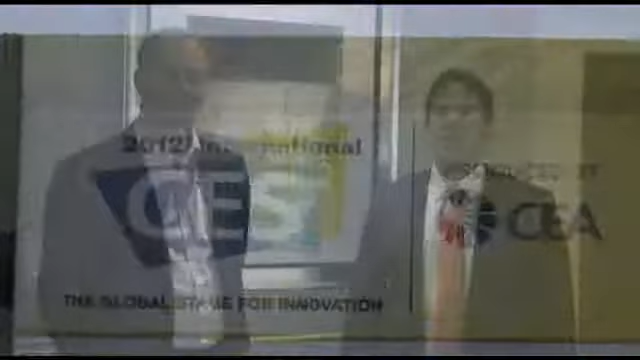 2012 International
CES
CEA
THE GLOBAL STAGE FOR INNOVATION